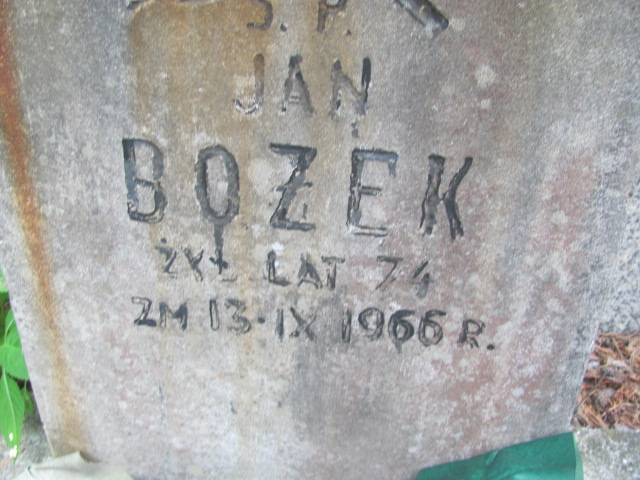 Ś. P.
JAN
BOŻEK
ŻYŁ LAT 74
ZM 13·IX 1966 R.